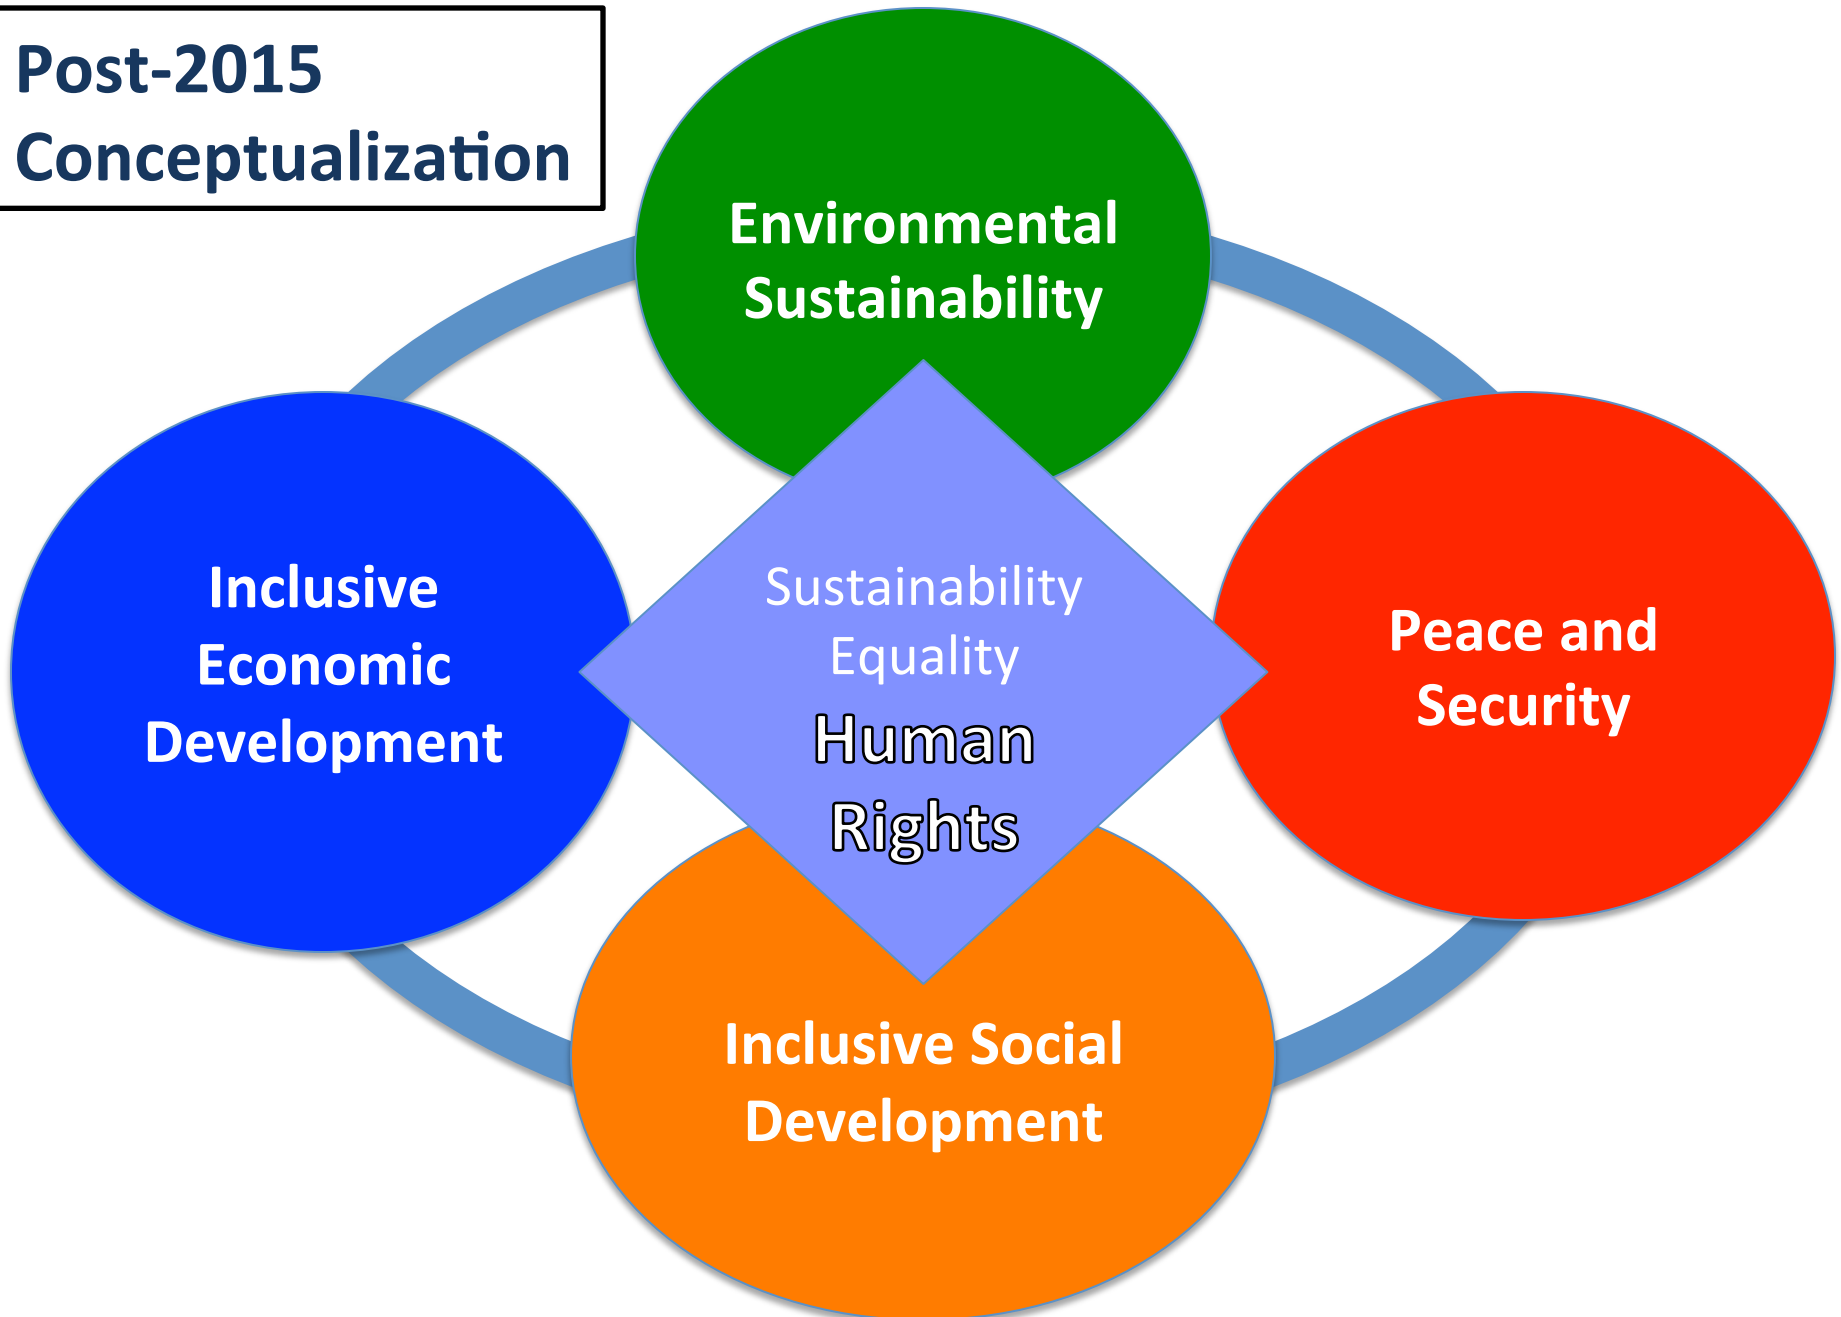 Post-2015
Conceptualization
Environmental
Sustainability
Inclusive
Economic
Development
Sustainability
Equality
Human
Rights
Peace and
Security
Inclusive Social
Development